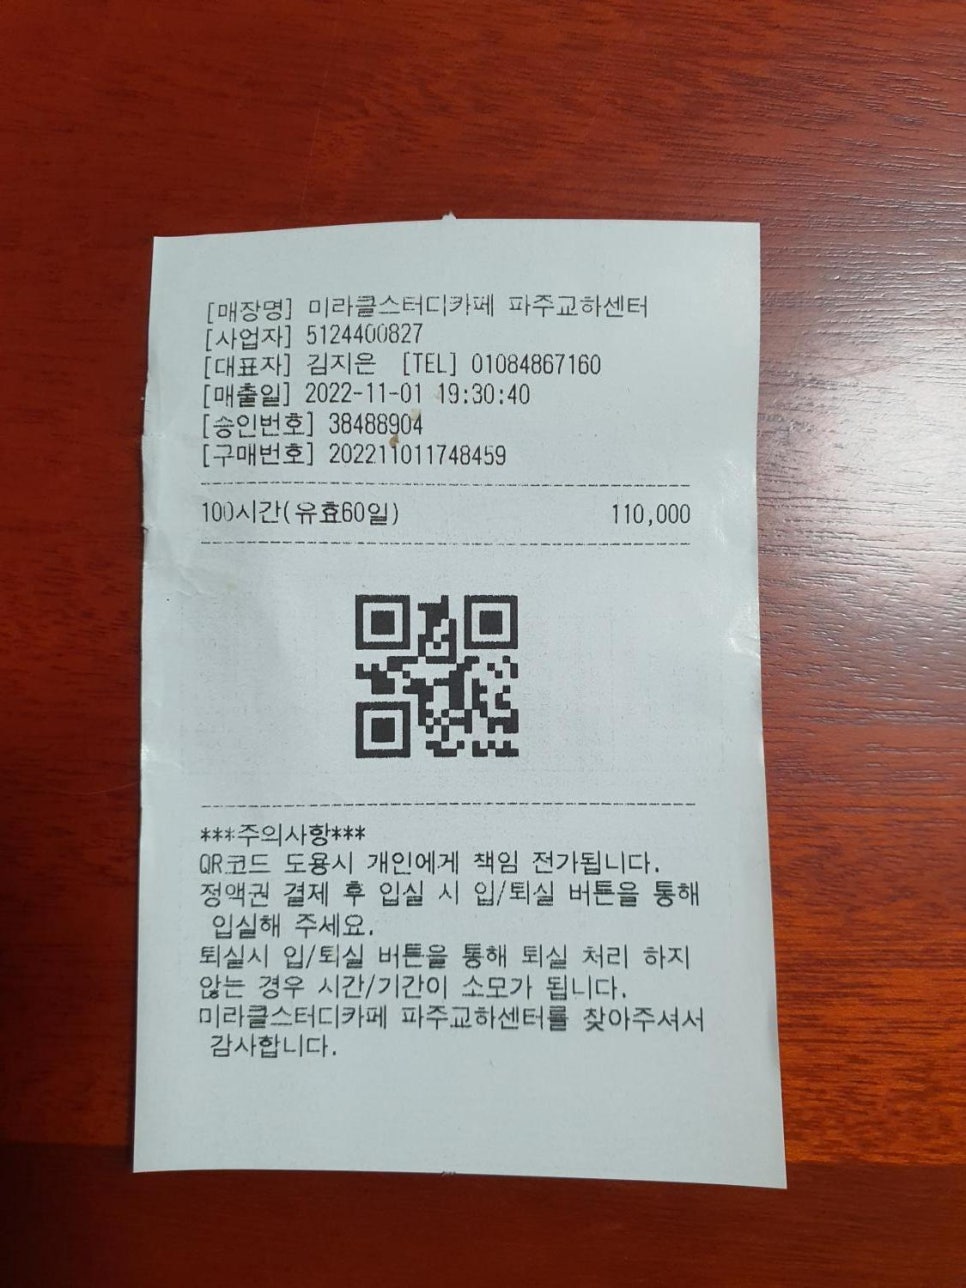 [매장명] 미라클스터디카페 파주교하센터
[사업자] 5124400827
[대표자] 김지은 [TEL] 01084867160
[매출일] 2022-11-01 19:30:40
[승인번호] 38488904
[구매번호] 202211011748459
100시간(유효60일) 110,000
***주의사항***
QR코드 도용시 개인에게 책임 전가됩니다.
정액권 결제 후 입실 시 입/퇴실 버튼을 통해
입실해 주세요.
퇴실시 입/퇴실 버튼을 통해 퇴실 처리 하지
않는 경우 시간/기간이 소모가 됩니다.
미라클스터디카페 파주교하센터를 찾아주셔서
감사합니다.